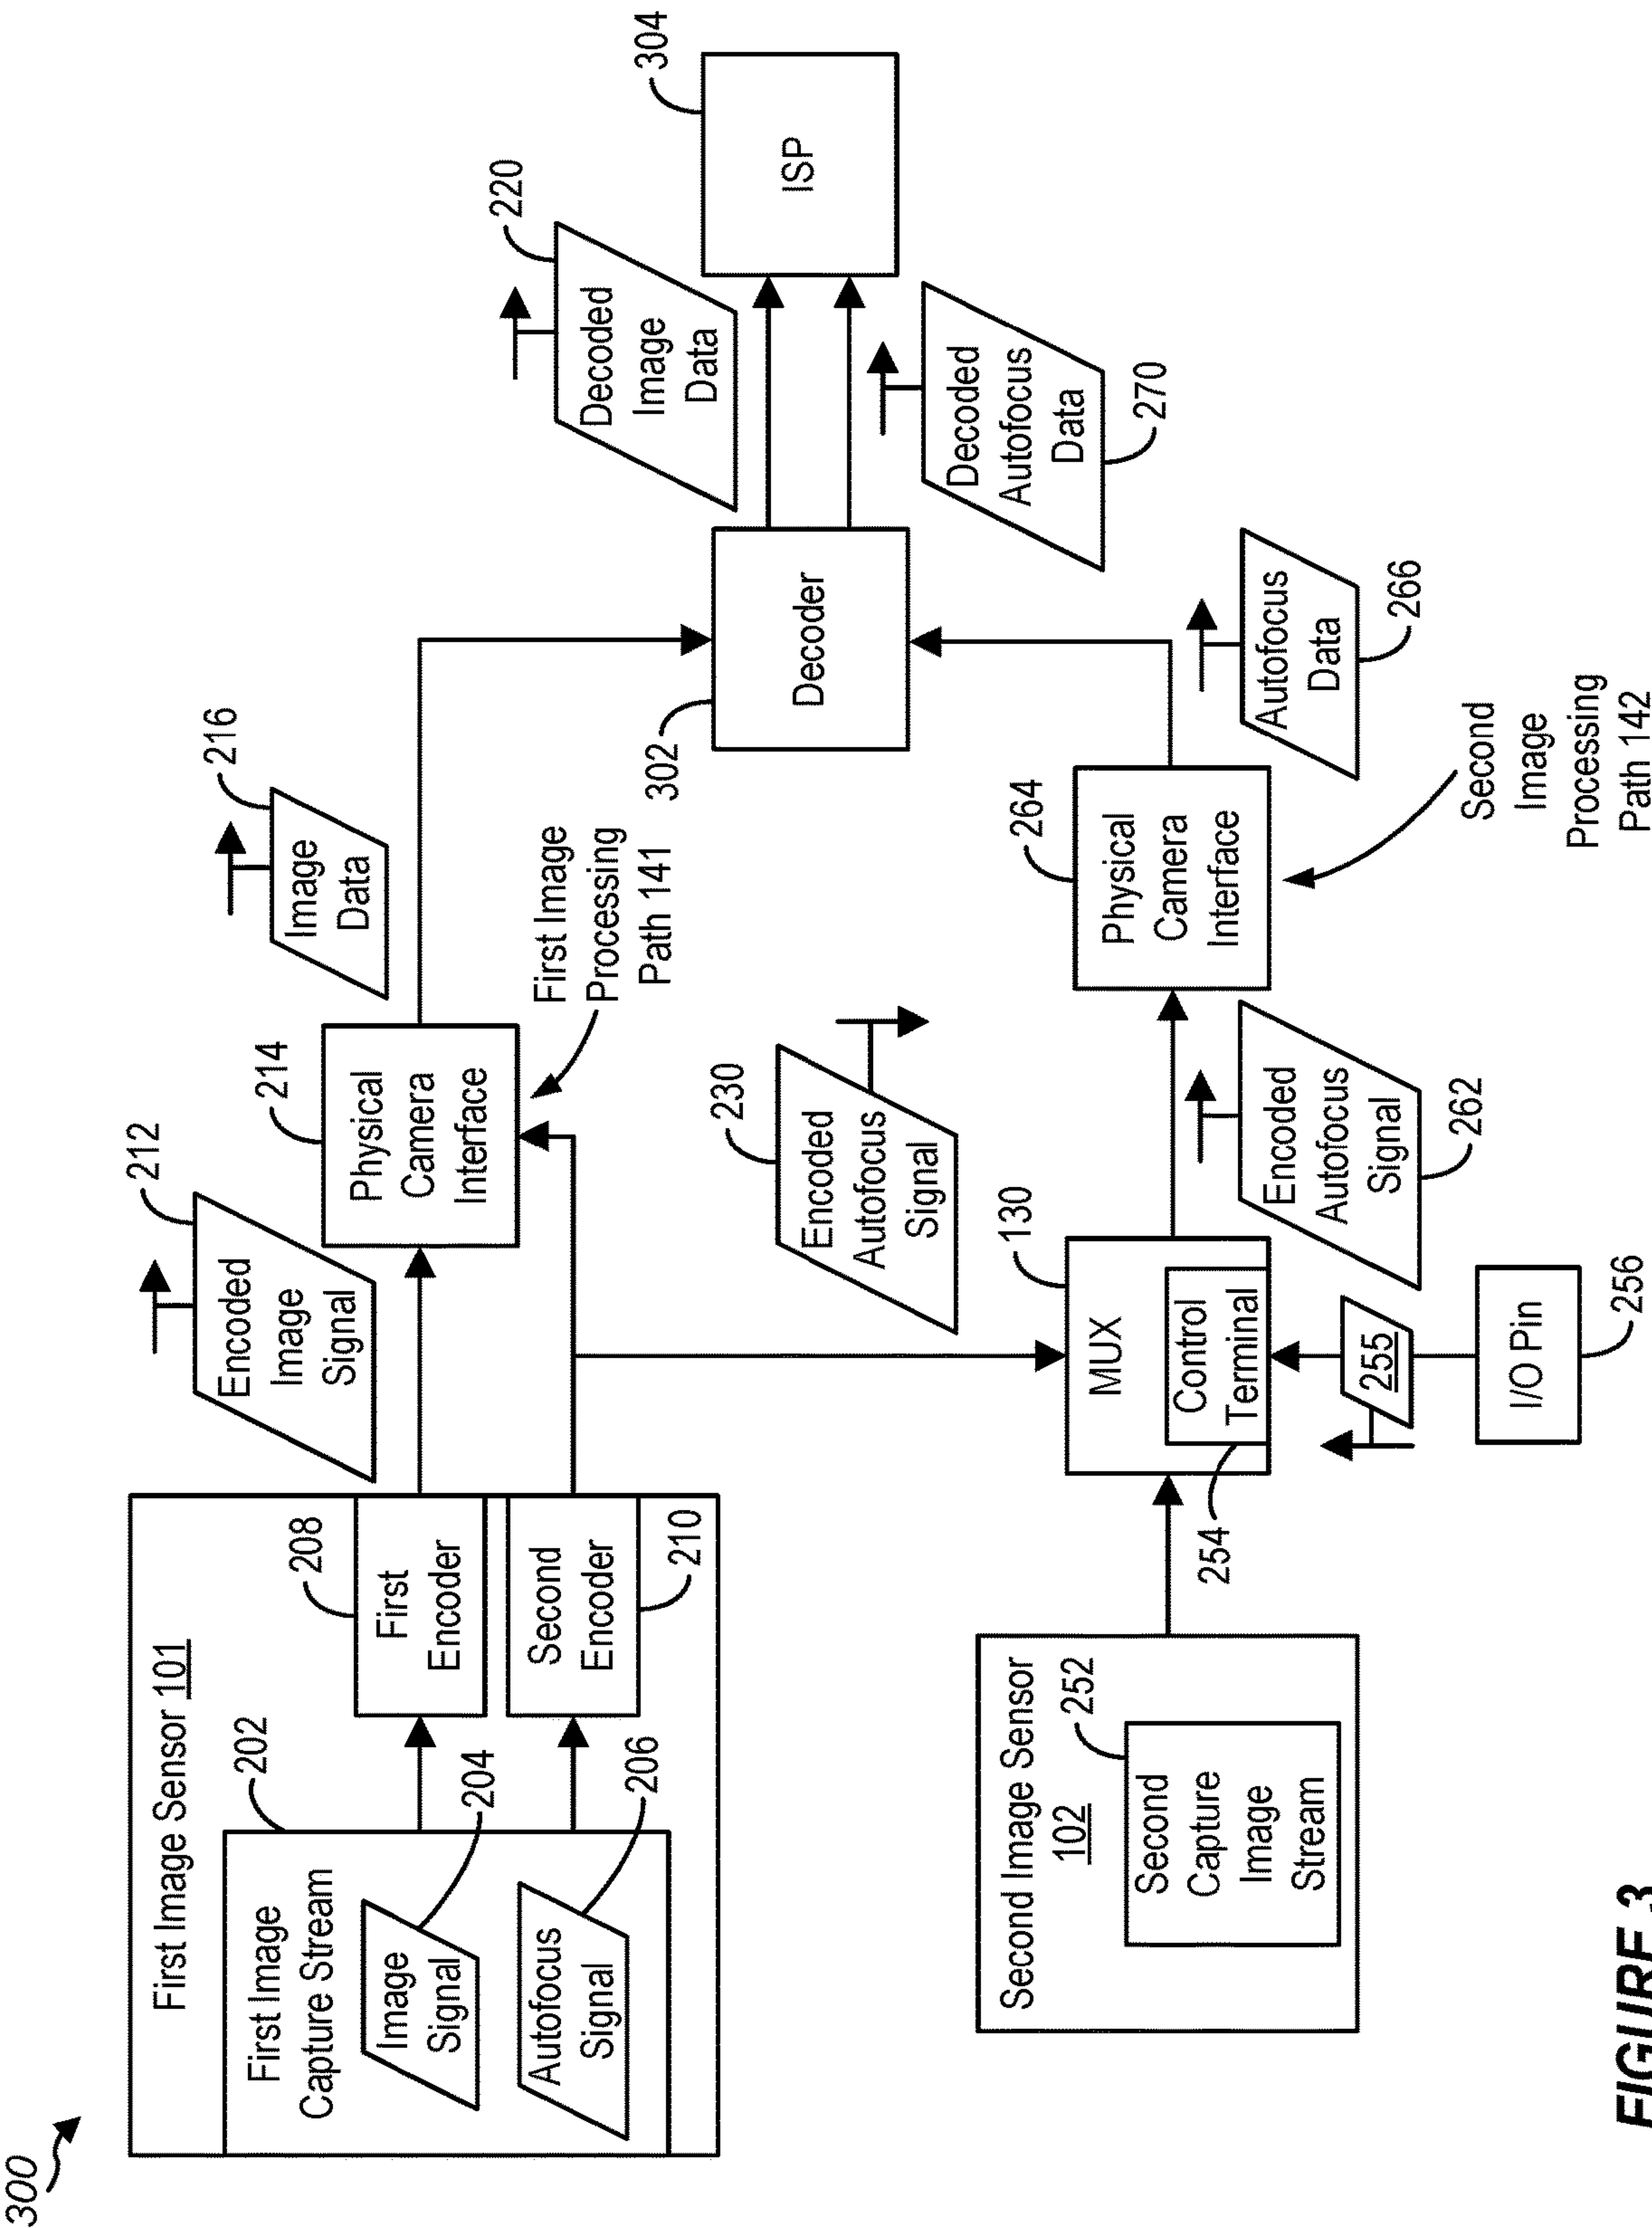 300
First Image Sensor 101
202
First Image
Capture Stream
Image
Signal
204
Autofocus
Signal
206
208
First
Encoder
Second
Encoder
210
212
Encoded
Image
Signal
214
Physical
Camera
Interface
First Image
Processing
Path 141
216
Image
Data
230
Encoded
Autofocus
Signal
Second Image Sensor
102
252
Second
Capture
Image
Stream
130
MUX
Control
Terminal
254
255
I/O Pin
256
Encoded
Autofocus
Signal
262
264
Physical
Camera
Interface
Second
Image
Processing
Path 142
Autofocus
Data
266
302
Decoder
220
Decoded
Image
Data
Decoded
Autofocus
Data
270
304
ISP
FIGURE 3